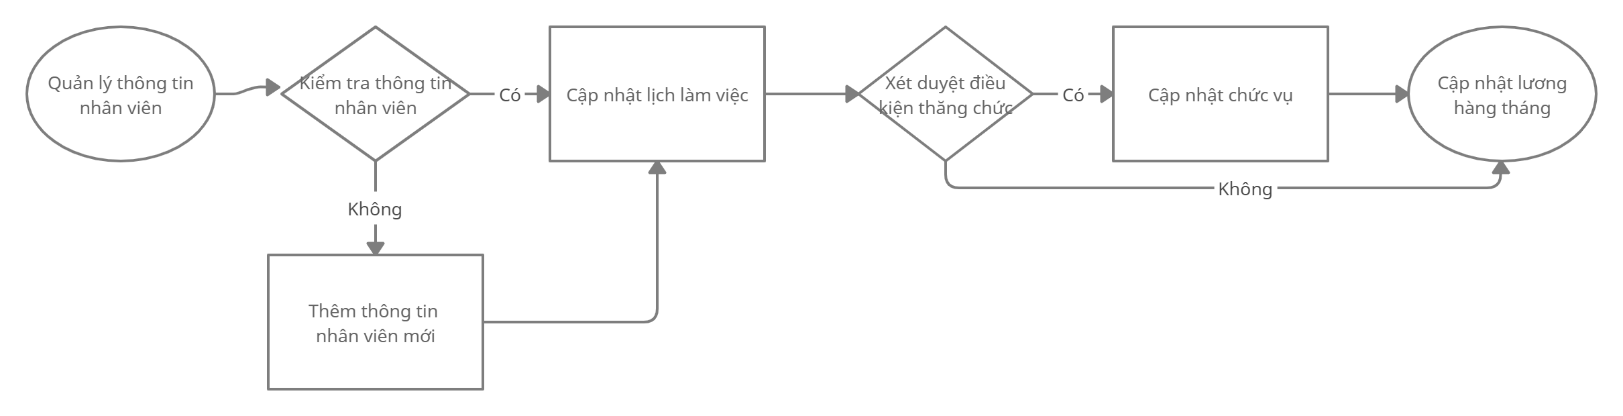 Quản lý thông tin
nhân viên
Kiểm tra thông tin
nhân viên
Có
Cập nhật lịch làm việc
Xét duyệt điều
kiện thăng chức
Có
Cập nhật chức vụ
Cập nhật lương
hàng tháng
Không
Không
Thêm thông tin
nhân viên mới